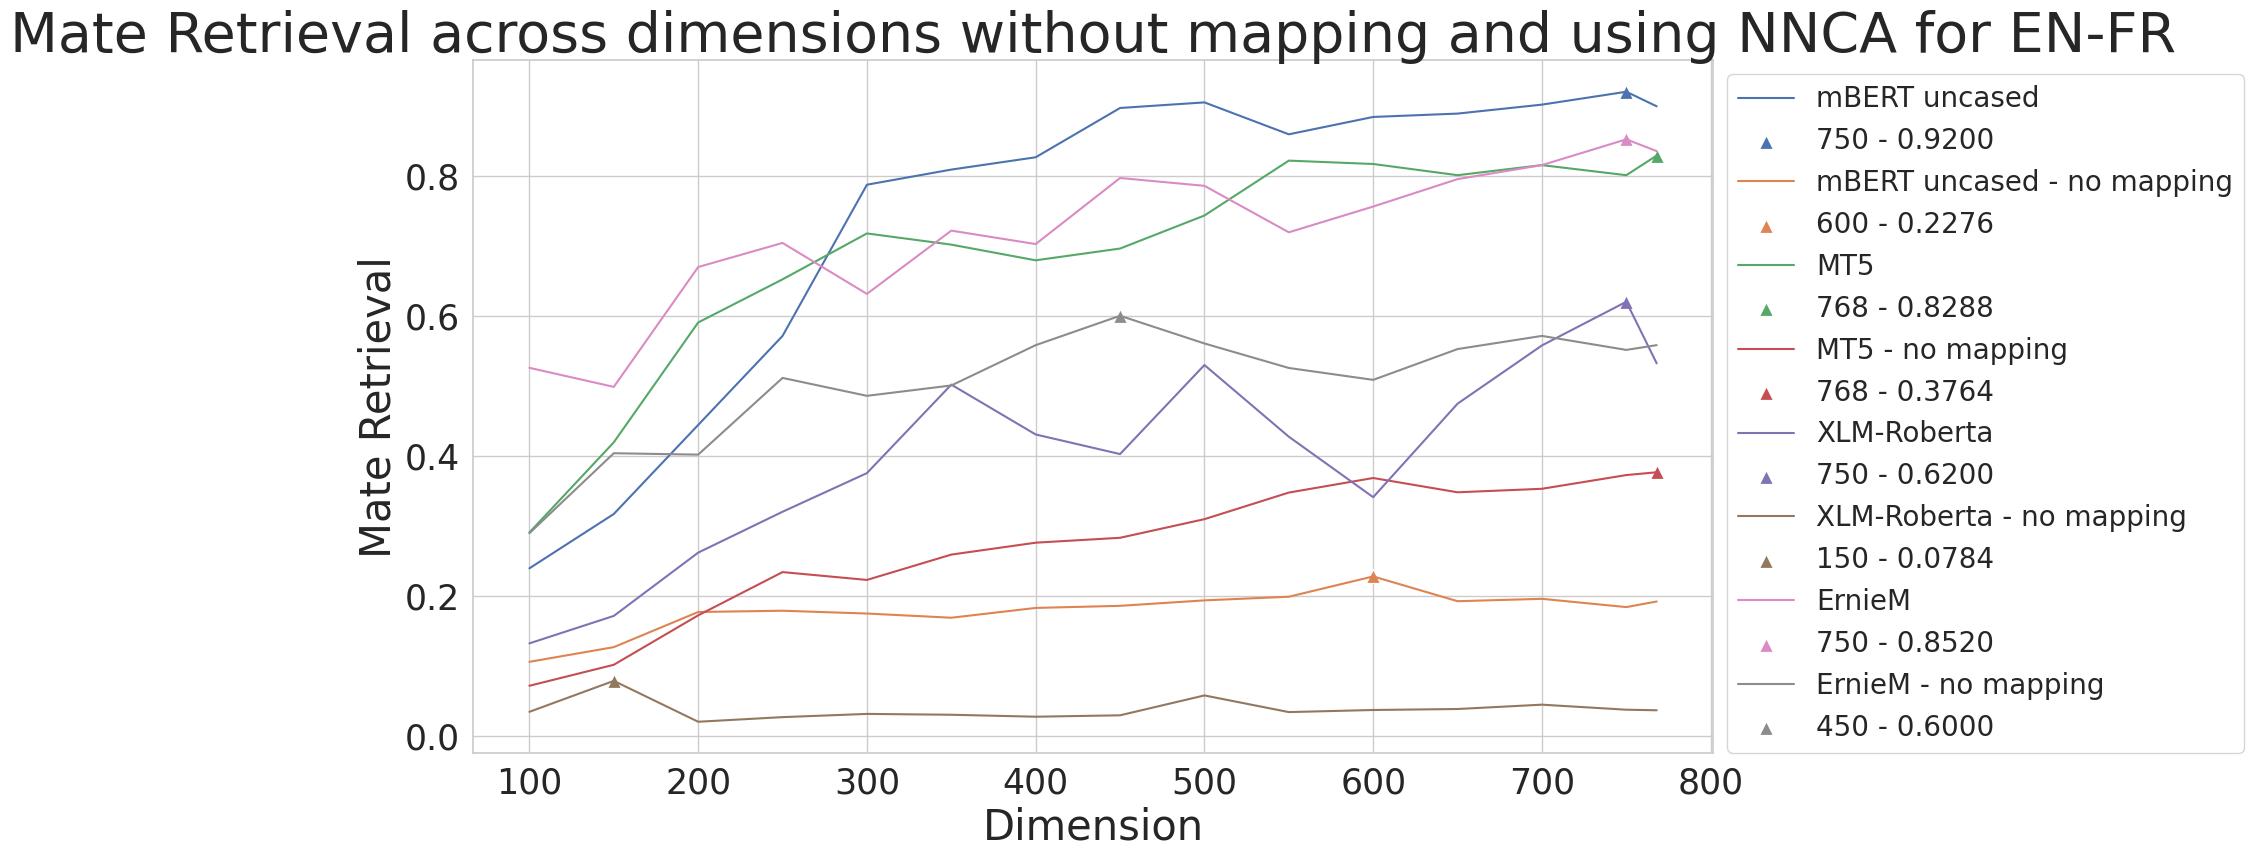 Mate Retrieval across dimensions without mapping and using NNCA for EN-FR
Mate Retrieval
0.8
0.6
0.4
0.2
0.0
100 200 300 400 500 600 700 800
Dimension
mBERT uncased
750 - 0.9200
mBERT uncased - no mapping
600 - 0.2276
MT5
768 - 0.8288
MT5 - no mapping
768 - 0.3764
XLM-Roberta
750 - 0.6200
XLM-Roberta - no mapping
150 - 0.0784
ErnieM
750 - 0.8520
ErnieM - no mapping
450 - 0.6000